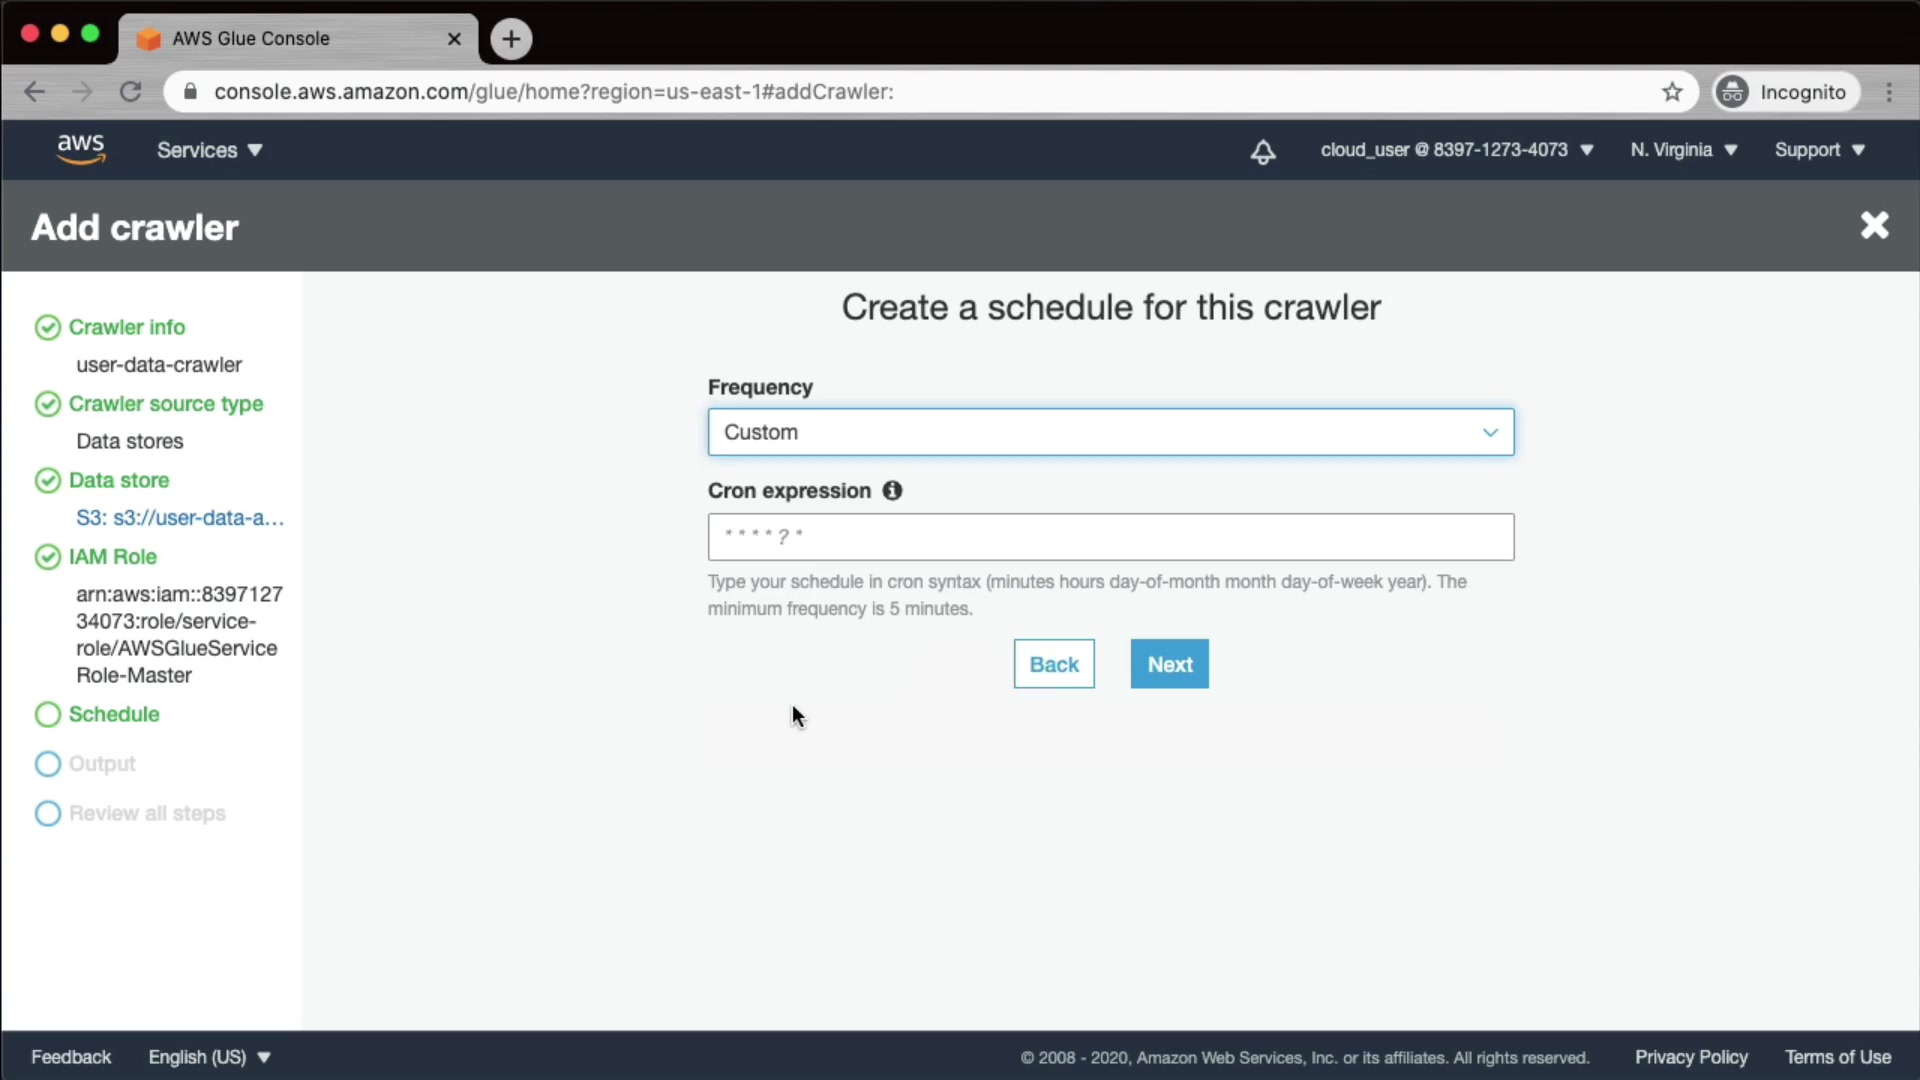 AWS Glue Console
console.aws.amazon.com/glue/home?region=us-east-1#addCrawler:
Incognito
aws
Services
cloud_user @ 8397-1273-4073
N. Virginia
Support
Add crawler
Crawler info
user-data-crawler
Crawler source type
Data stores
Data store
S3: s3://user-data-a...
IAM Role
arn:aws:iam::8397127
34073:role/service-
role/AWSGlueService
Role-Master
Schedule
Output
Review all steps
Create a schedule for this crawler
Frequency
Custom
Cron expression
* * * * ? *
Type your schedule in cron syntax (minutes hours day-of-month month day-of-week year). The
minimum frequency is 5 minutes.
Back
Next
Feedback
English (US)
© 2008 - 2020, Amazon Web Services, Inc. or its affiliates. All rights reserved.
Privacy Policy
Terms of Use